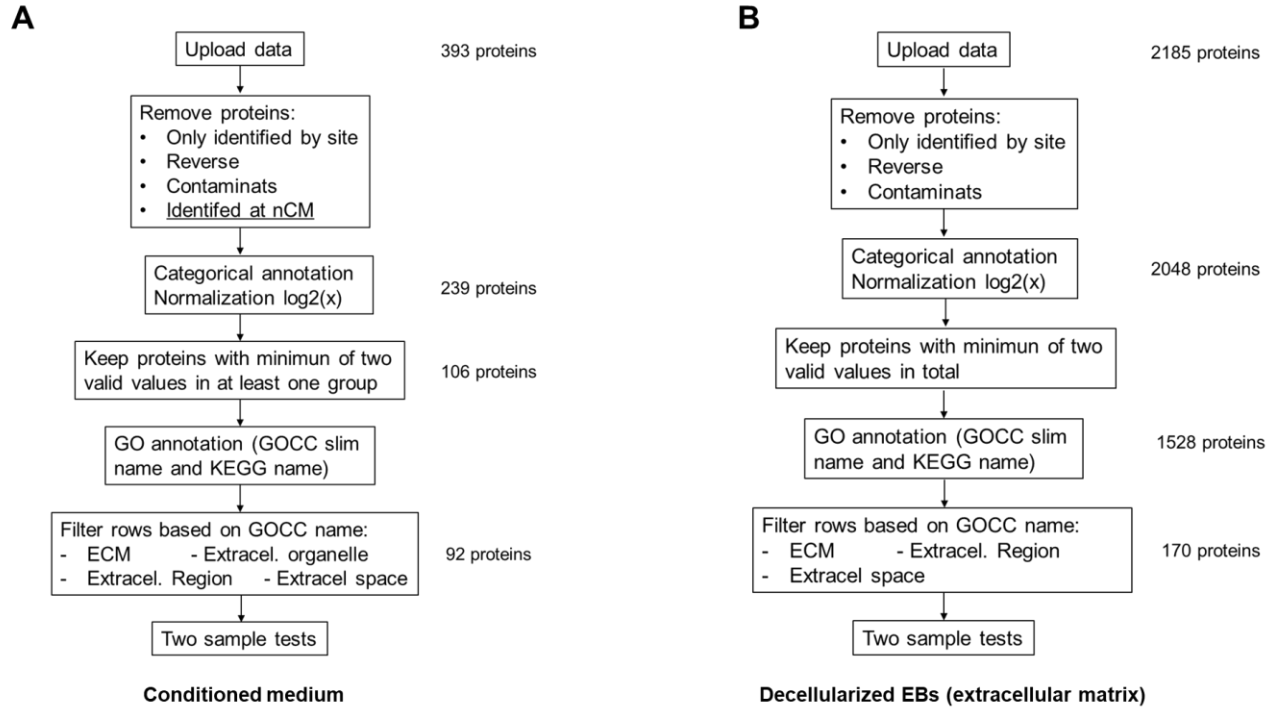 A
Upload data
393 proteins
Remove proteins:
• Only identified by site
• Reverse
• Contaminats
• Identifed at nCM
Categorical annotation
Normalization log2(x)
239 proteins
Keep proteins with minimun of two
valid values in at least one group
106 proteins
GO annotation (GOCC slim
name and KEGG name)
Filter rows based on GOCC name:
- ECM - Extracel. organelle
- Extracel. Region - Extracel space
92 proteins
Two sample tests
Conditioned medium
B
Upload data
2185 proteins
Remove proteins:
• Only identified by site
• Reverse
• Contaminats
Categorical annotation
Normalization log2(x)
2048 proteins
Keep proteins with minimun of two
valid values in total
GO annotation (GOCC slim
name and KEGG name)
1528 proteins
Filter rows based on GOCC name:
- ECM - Extracel. Region
- Extracel space
170 proteins
Two sample tests
Decellularized EBs (extracellular matrix)